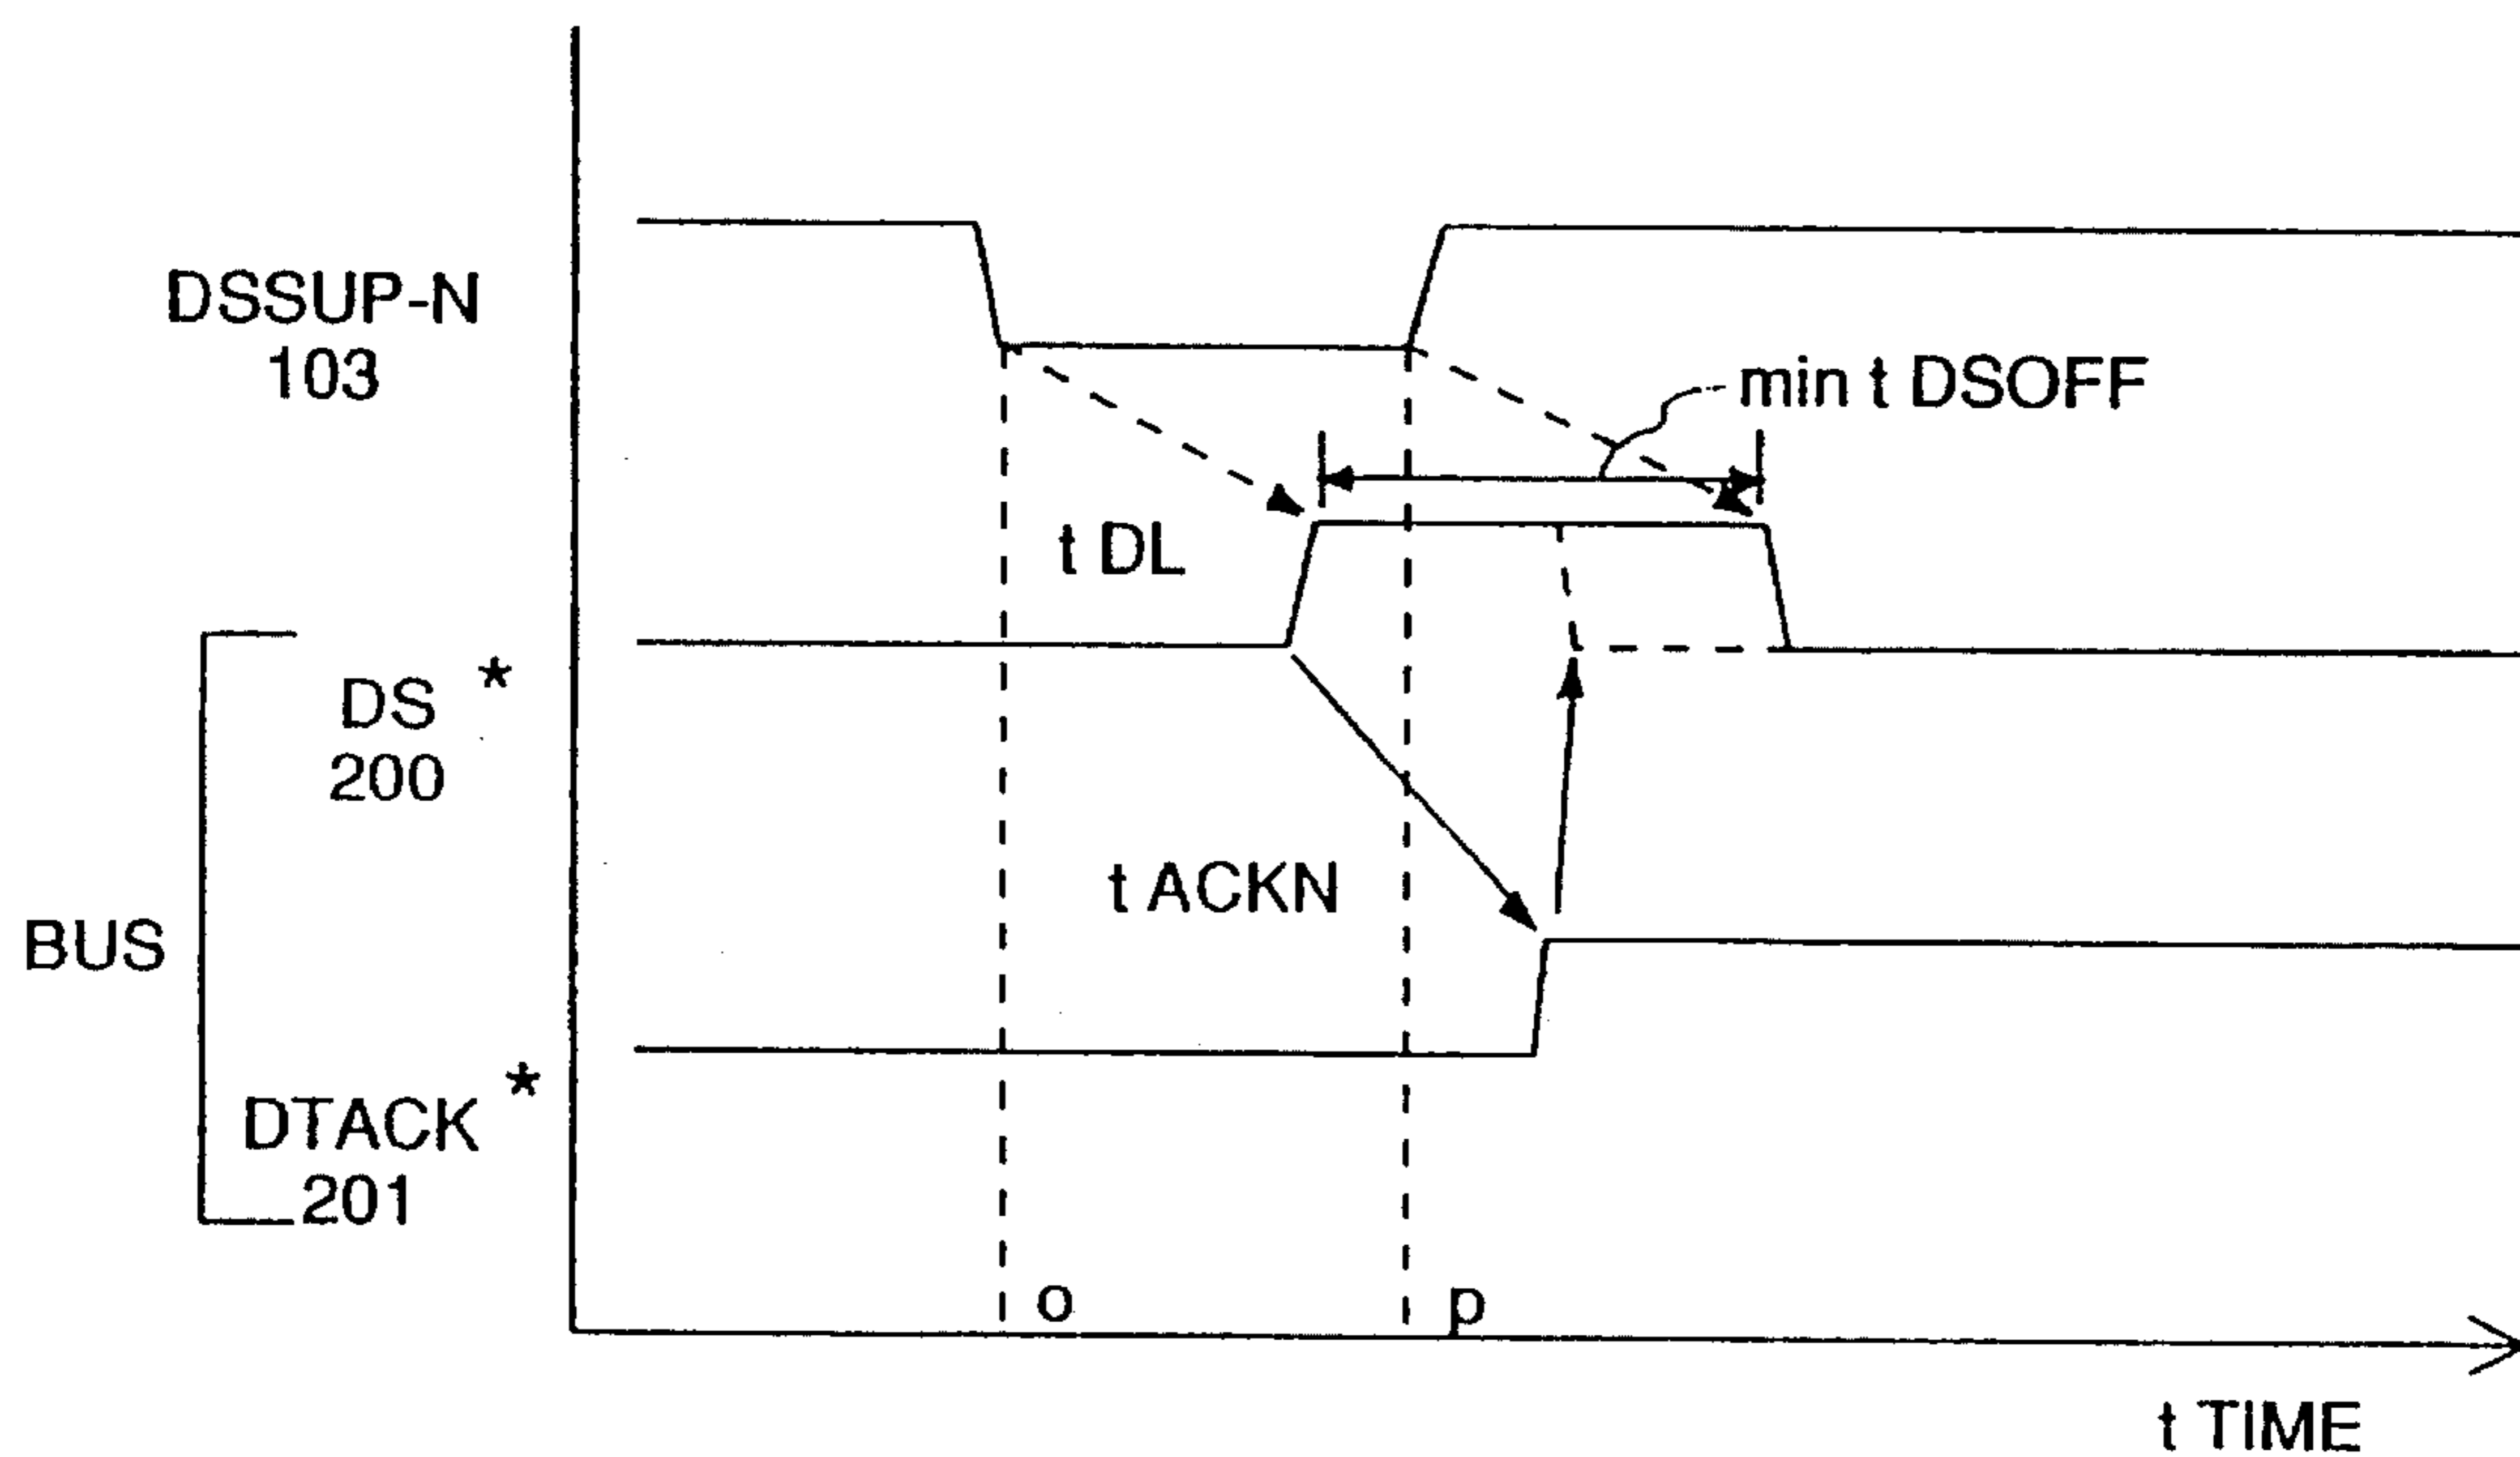 DSSUP-N
103
min t DSOFF
t DL
DS *
200
t ACKN
BUS
DTACK *
201
o
p
t TIME